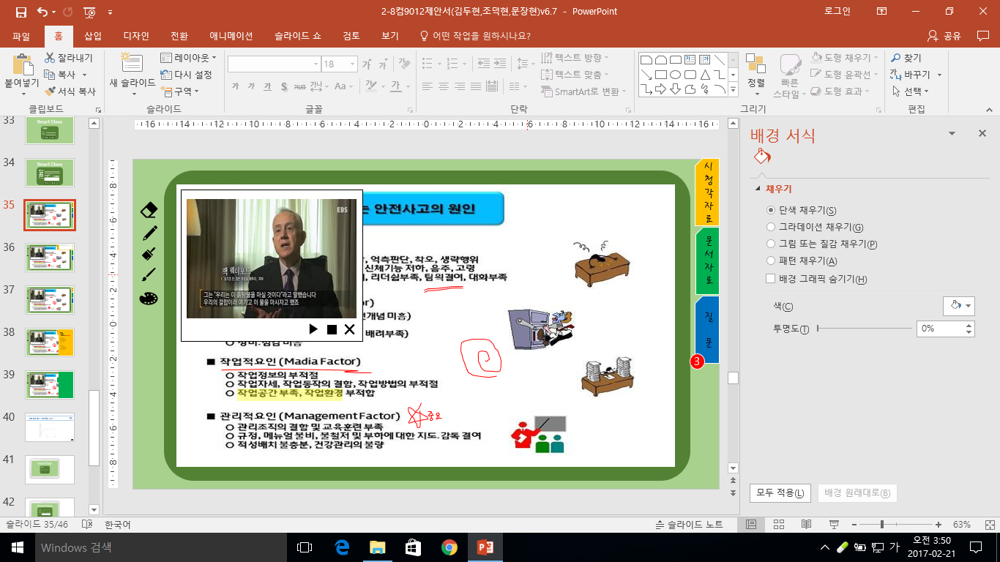 2-8컴9012제안서(김두현,조덕현,문장현)v6.7 - PowerPoint
로그인
파일 홈 삽입 디자인 전환 애니메이션 슬라이드 쇼 검토 보기 어떤 작업을 원하시나요? 공유
붙여넣기
잘라내기
복사
서식 복사
클립보드
새 슬라이드
레이아웃
다시 설정
구역
슬라이드
18
가 가 가 S 가나 Aa 가
글꼴
텍스트 방향
텍스트 맞춤
SmartArt로 변환
단락
정렬
빠른 스타일
도형 채우기
도형 윤곽선
도형 효과
그리기
찾기
바꾸기
선택
편집
33
Smart Class
34
Smart Class
35
36
37
38
39
40
41
42
16 14 12 10 8 6 4 2 0 2 4 6 8 10 12 14 16
8 6 4 2 0 2 4 6 8
는 안전사고의 원인
EBS
잭 웨더포드
그는 "우리는 이 흙탕물을 마실 것이다"라고 말했습니다
우리의 결함이라 여기고 이 물을 마시자고 했죠
, 억측판단, 착오, 생략행위
신체기능 저하, 음주, 고령
, 리더쉽부족, 팀웍결여, 대화부족
or)
전개념 미흡)
배려부족)
■ 작업적요인 (Madia Factor)
작업정보의 부적절
작업자세, 작업동작의 결함, 작업방법의 부적절
작업공간 부족, 작업환경 부적합
■ 관리적요인 (Management Factor)
중요
관리조직의 결함 및 교육훈련 부족
규정, 메뉴얼 불비, 불철저 및 부하에 대한 지도.감독 결여
적성배치 불충분, 건강관리의 불량
시청각자료
문서자료
질문
3
배경 서식
채우기
단색 채우기(S)
그라데이션 채우기(G)
그림 또는 질감 채우기(P)
패턴 채우기(A)
배경 그래픽 숨기기(H)
색(C)
투명도(T) 0%
모두 적용(L) 배경 원래대로(B)
슬라이드 35/46 한국어 슬라이드 노트 63%
Windows 검색
가
오전 3:50
2017-02-21